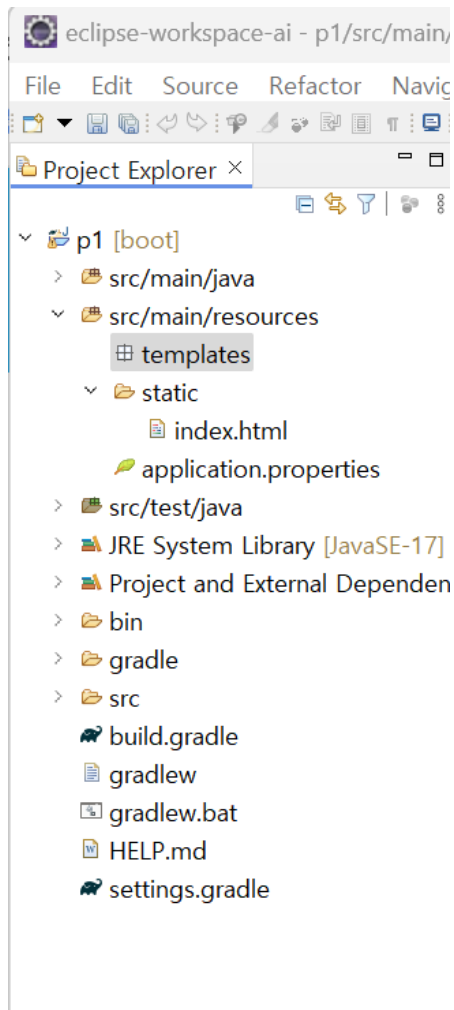 eclipse-workspace-ai - p1/src/main/
File Edit Source Refactor Navig
Project Explorer
p1 [boot]
src/main/java
src/main/resources
templates
static
index.html
application.properties
src/test/java
JRE System Library [JavaSE-17]
Project and External Dependen
bin
gradle
src
build.gradle
gradlew
gradlew.bat
HELP.md
settings.gradle